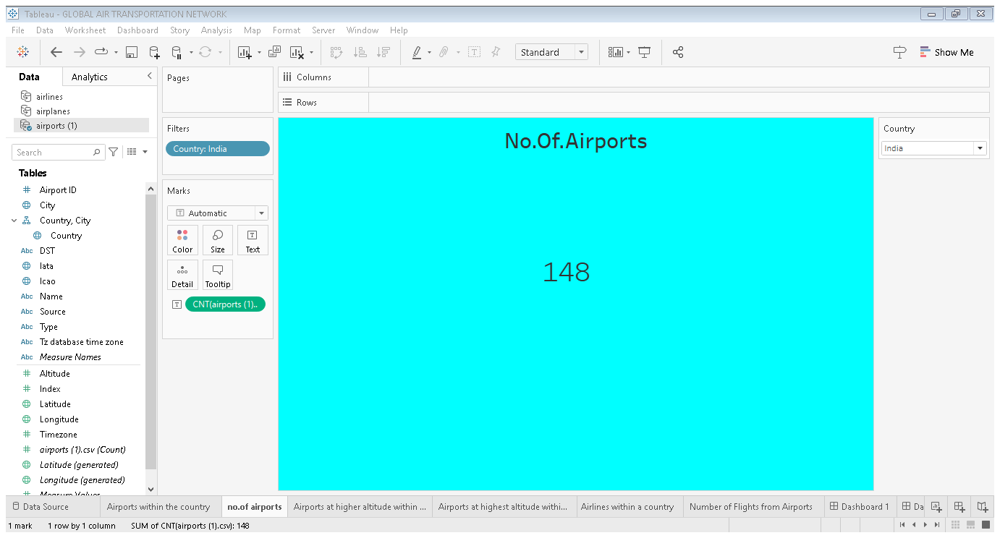 Tableau - GLOBAL AIR TRANSPORTATION NETWORK
File Data Worksheet Dashboard Story Analysis Map Format Server Window Help
Standard
Show Me
Data Analytics
airlines
airplanes
airports (1)
Search
Tables
# Airport ID
City
Country, City
Country
Abc DST
Iata
Icao
Abc Name
Abc Source
Abc Type
Abc Tz database time zone
Abc Measure Names
# Altitude
# Index
Latitude
Longitude
# Timezone
# airports (1).csv (Count)
Latitude (generated)
Longitude (generated)
# Measure Values
Pages
Filters
Country: India
Marks
T Automatic
Color Size T Text
Detail Tooltip
T CNT(airports (1)..
Columns
Rows
No.Of.Airports
148
Country
India
Data Source Airports within the country no.of airports Airports at higher altitude within ... Airports at highest altitude withi... Airlines within a country Number of Flights from Airports Dashboard 1 Da
1 mark 1 row by 1 column SUM of CNT(airports (1).csv): 148